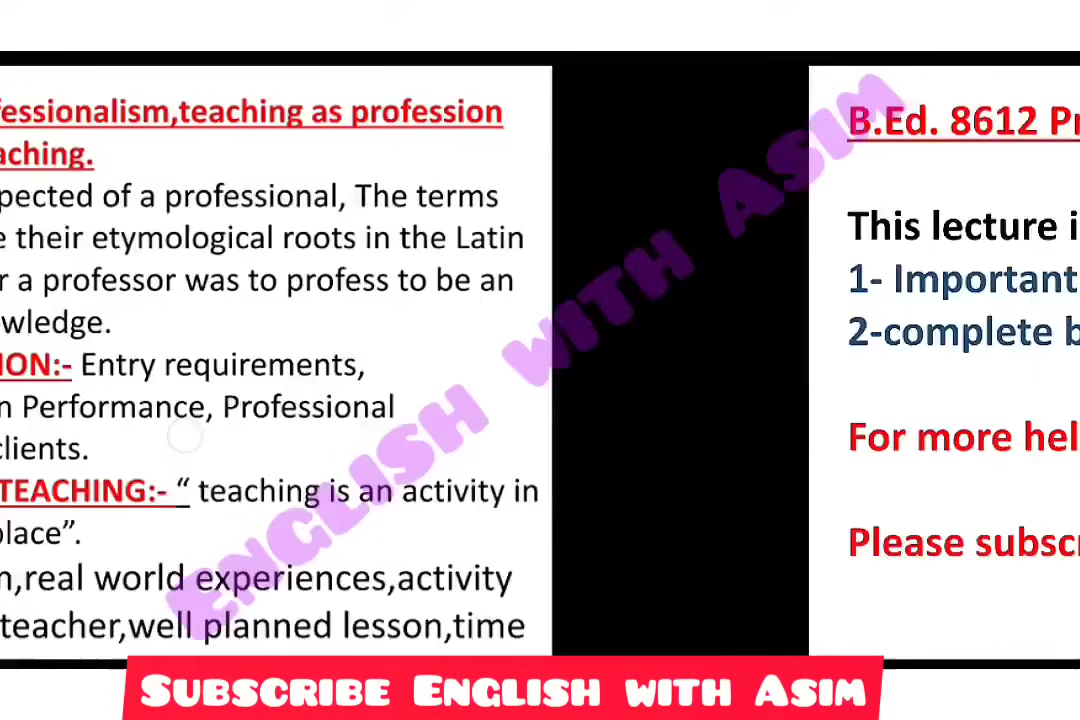 fessionalism,teaching as profession
aching.
pected of a professional, The terms
e their etymological roots in the Latin
r a professor was to profess to be an
owledge.
ION:- Entry requirements,
n Performance, Professional
clients.
TEACHING:- “ teaching is an activity in
place”.
n,real world experiences,activity
teacher,well planned lesson,time
B.Ed. 8612 Pr
This lecture i
1- Important
2-complete b
For more hel
Please subscr
English with Asim
Subscribe English with Asim